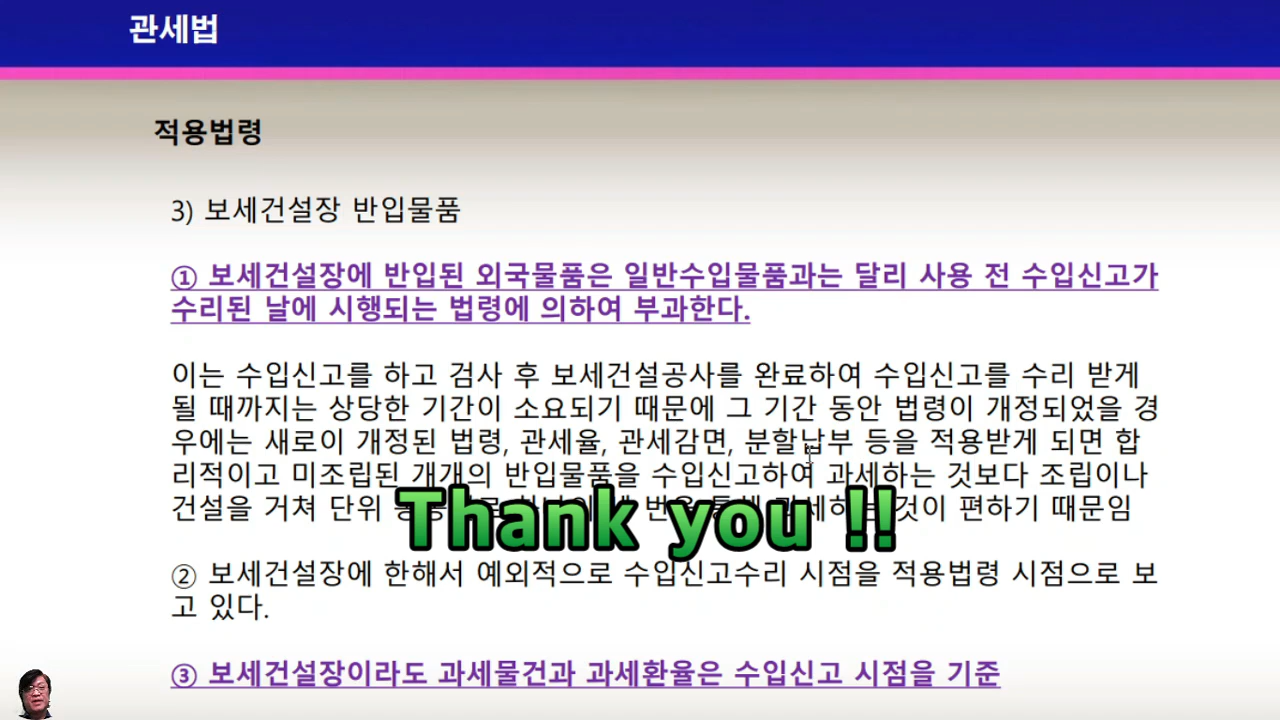 관세법
적용법령
3) 보세건설장 반입물품
① 보세건설장에 반입된 외국물품은 일반수입물품과는 달리 사용 전 수입신고가
수리된 날에 시행되는 법령에 의하여 부과한다.
이는 수입신고를 하고 검사 후 보세건설공사를 완료하여 수입신고를 수리 받게
될 때까지는 상당한 기간이 소요되기 때문에 그 기간 동안 법령이 개정되었을 경
우에는 새로이 개정된 법령, 관세율, 관세감면, 분할납부 등을 적용받게 되면 합
리적이고 미조립된 개개의 반입물품을 수입신고하여 과세하는 것보다 조립이나
건설을 거쳐 단위 것이 편하기 때문임
Thank you !!
② 보세건설장에 한해서 예외적으로 수입신고수리 시점을 적용법령 시점으로 보
고 있다.
③ 보세건설장이라도 과세물건과 과세환율은 수입신고 시점을 기준